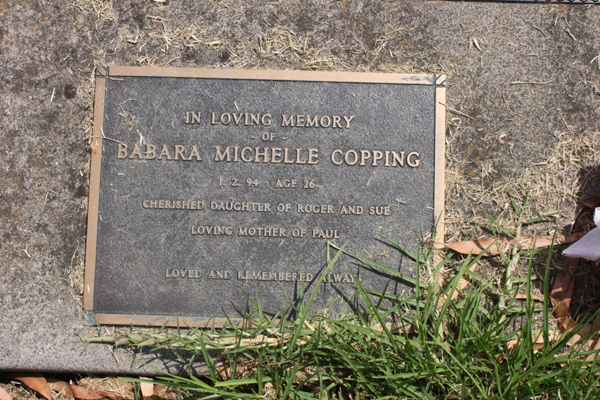 IN LOVING MEMORY
- OF -
BABARA MICHELLE COPPING
1. 2. 94 AGE 26
CHERISHED DAUGHTER OF ROGER AND SUE
LOVING MOTHER OF PAUL
LOVED AND REMEMBERED ALWAY